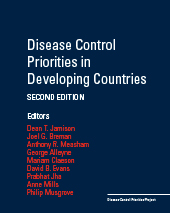 Disease Control
Priorities in
Developing Countries
SECOND EDITION
Editors
Dean T. Jamison
Joel G. Breman
Anthony R. Measham
George Alleyne
Mariam Claeson
David B. Evans
Prabhat Jha
Anne Mills
Philip Musgrove
Disease Control Priorities Project